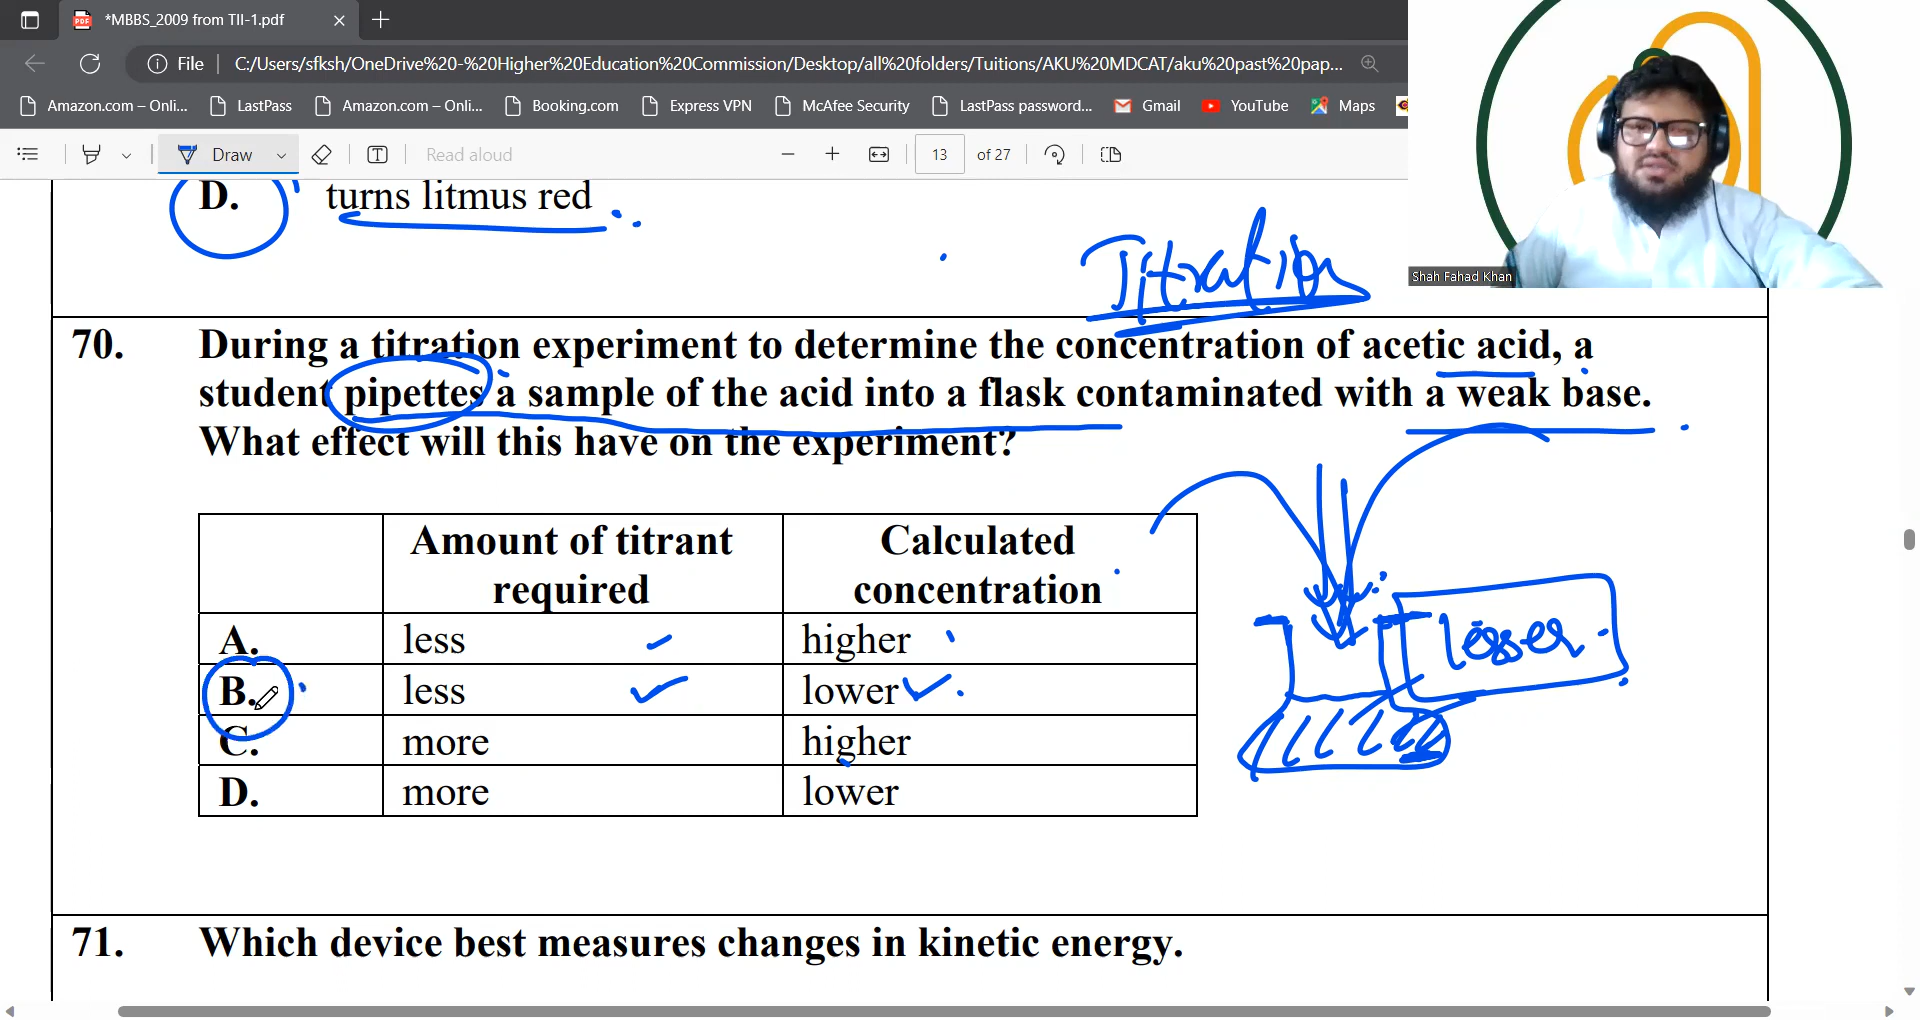 *MBBS_2009 from TII-1.pdf
File
C:/Users/sfksh/OneDrive%20-%20Higher%20Education%20Commission/Desktop/all%20folders/Tuitions/AKU%20MDCAT/aku%20past%20pap...
Amazon.com – Onli... LastPass Amazon.com – Onli... Booking.com Express VPN McAfee Security LastPass password... Gmail YouTube Maps
Draw Read aloud 13 of 27
PDF
Shah Fahad Khan
D. turns litmus red
Titration
70. During a titration experiment to determine the concentration of acetic acid, a
student pipettes a sample of the acid into a flask contaminated with a weak base.
What effect will this have on the experiment?
Amount of titrant required Calculated concentration
A. less higher
B. less lower
C. more higher
D. more lower
lesser
71. Which device best measures changes in kinetic energy.